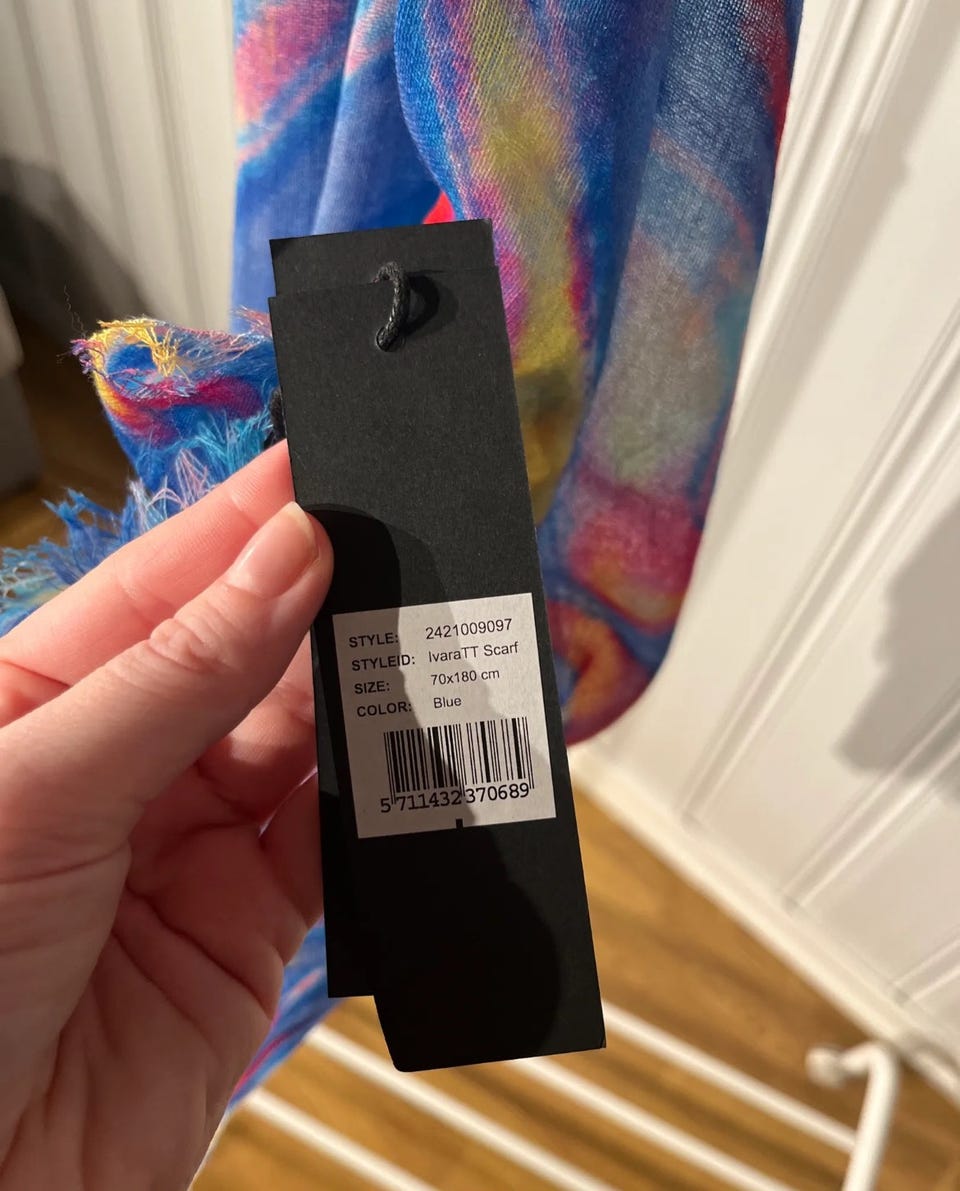 STYLE: 2421009097
STYLEID: IvaraTT Scarf
SIZE: 70x180 cm
COLOR: Blue
5 711432 370689